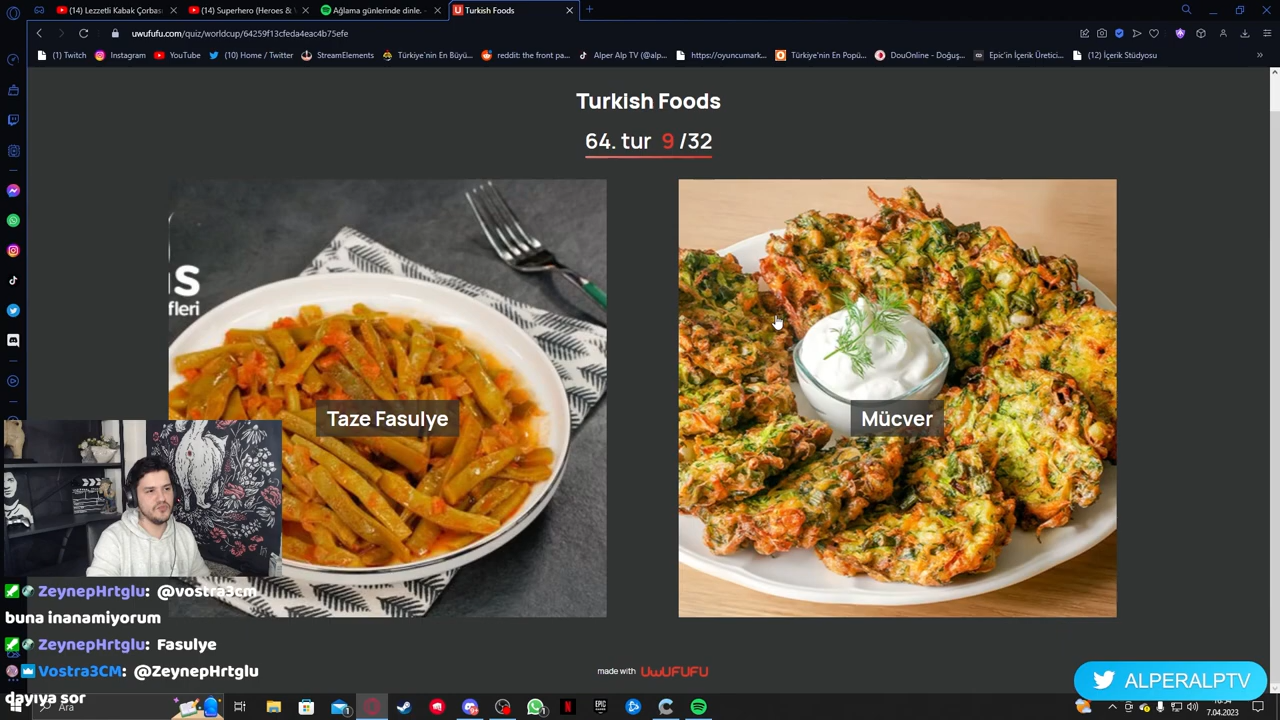 (14) Lezzetli Kabak Çorbas
(14) Superhero (Heroes & V
Ağlama günlerinde dinle. -
Turkish Foods
uwufufu.com/quiz/worldcup/64259f13cfeda4eac4b75efe
(1) Twitch
Instagram
YouTube
(10) Home / Twitter
StreamElements
Türkiye'nin En Büyü...
reddit: the front pa...
Alper Alp TV (@alp...
https://oyuncumark...
Türkiye'nin En Popü...
DouOnline - Doğuş...
Epic'in İçerik Üretici...
(12) İçerik Stüdyosu
Turkish Foods
64. tur 9 /32
S
fleri
Taze Fasulye
Mücver
ZeynepHrtglu: @vostra3cm
buna inanamiyorum
ZeynepHrtglu: Fasulye
Vostra3CM: @ZeynepHrtglu
dayıya sor
made with UWUFUFU
ALPERALPTV
Ara
7.04.2023